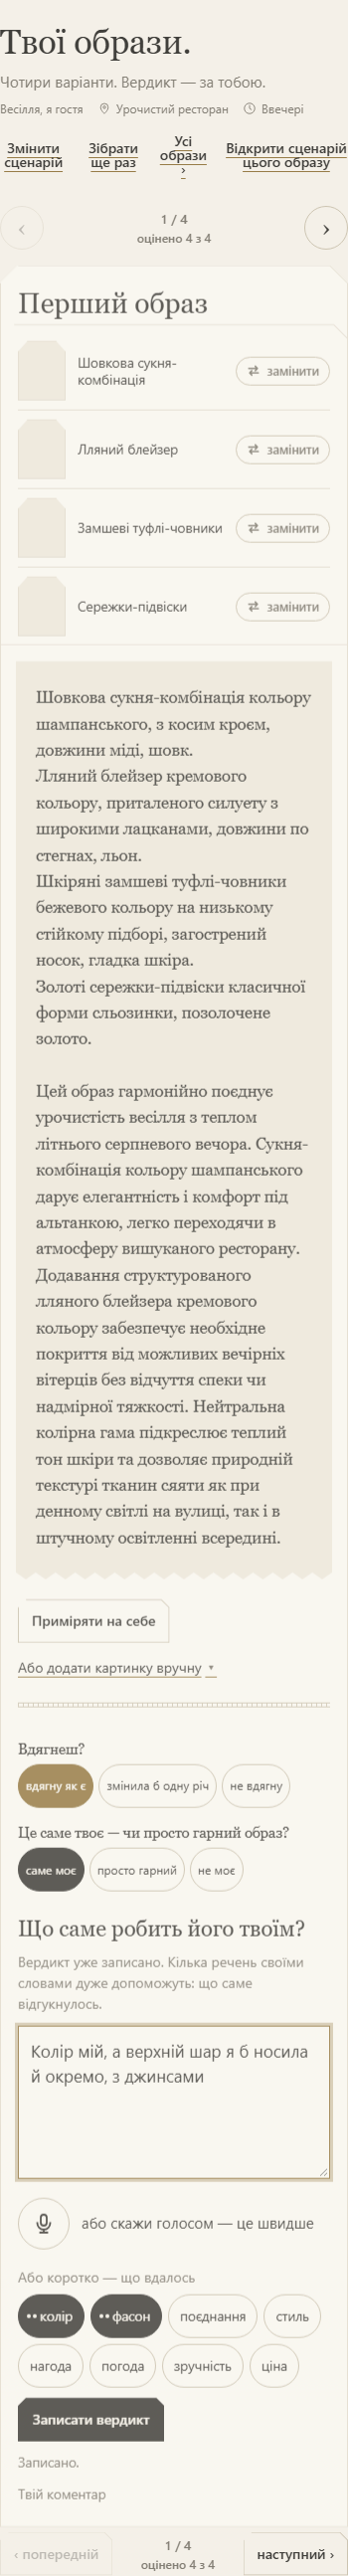 Твої образи.
Чотири варіанти. Вердикт — за тобою.
Весілля, я гостя Урочистий ресторан Ввечері
Змінити сценарій
Зібрати ще раз
Усі образи ›
Відкрити сценарій цього образу
‹
1 / 4
оцінено 4 з 4
›
Перший образ
Шовкова сукня-
комбінація
замінити
Лляний блейзер
замінити
Замшеві туфлі-човники
замінити
Сережки-підвіски
замінити
Шовкова сукня-комбінація кольору
шампанського, з косим кроєм,
довжини міді, шовк.
Лляний блейзер кремового
кольору, приталеного силуету з
широкими лацканами, довжини по
стегнах, льон.
Шкіряні замшеві туфлі-човники
бежевого кольору на низькому
стійкому підборі, загострений
носок, гладка шкіра.
Золоті сережки-підвіски класичної
форми сльозинки, позолочене
золото.
Цей образ гармонійно поєднує
урочистість весілля з теплом
літнього серпневого вечора. Сукня-
комбінація кольору шампанського
дарує елегантність і комфорт під
альтанкою, легко переходячи в
атмосферу вишуканого ресторану.
Додавання структурованого
лляного блейзера кремового
кольору забезпечує необхідне
покриття від можливих вечірніх
вітерців без відчуття спеки чи
надмірної тяжкості. Нейтральна
колірна гама підкреслює теплий
тон шкіри та дозволяє природній
текстурі тканин сяяти як при
денному світлі на вулиці, так і в
штучному освітленні всередині.
Приміряти на себе
Або додати картинку вручну ▾
Вдягнеш?
вдягну як є змінила б одну річ не вдягну
Це саме твоє — чи просто гарний образ?
саме моє просто гарний не моє
Що саме робить його твоїм?
Вердикт уже записано. Кілька речень своїми
словами дуже допоможуть: що саме
відгукнулось.
Колір мій, а верхній шар я б носила
й окремо, з джинсами
або скажи голосом — це швидше
Або коротко — що вдалось
•• колір •• фасон поєднання стиль
нагода погода зручність ціна
Записати вердикт
Записано.
Твій коментар
‹ попередній
1 / 4
оцінено 4 з 4
наступний ›